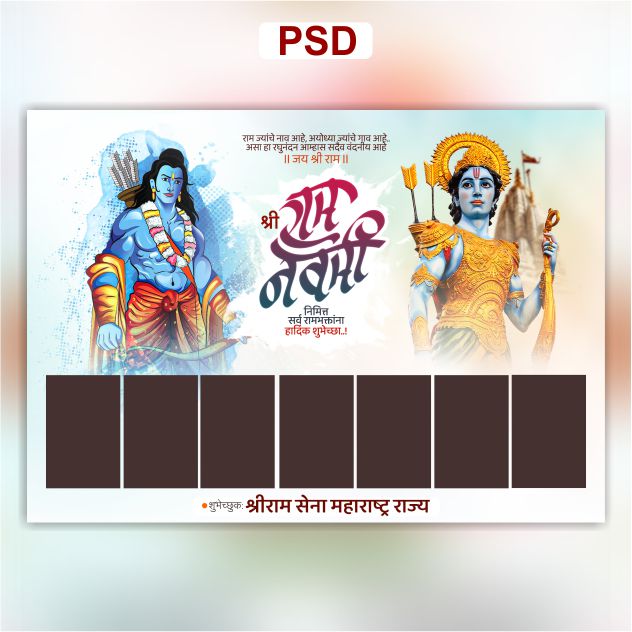 PSD
राम ज्यांचे नाव आहे, अयोध्या ज्यांचे गाव आहे..
असा हा रघुनंदन आम्हास सदैव वंदनीय आहे
॥ जय श्री राम ॥
श्री राम
नवमी
निमित्त
सर्व रामभक्तांना
हार्दिक शुभेच्छा..!
शुभेच्छुक: श्रीराम सेना महाराष्ट्र राज्य